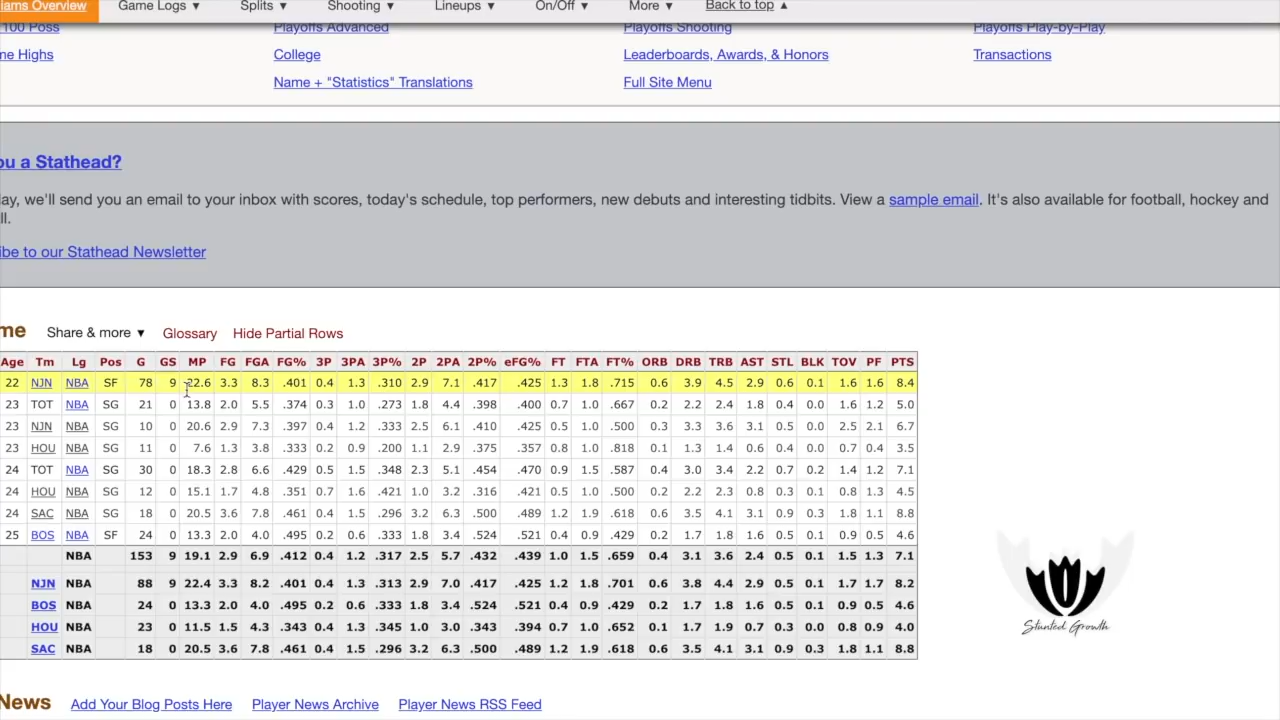 iams Overview Game Logs ▼ Splits ▼ Shooting ▼ Lineups ▼ On/Off ▼ More ▼ Back to top ▲
100 Poss Playoffs Advanced Playoffs Shooting Playoffs Play-by-Play
me Highs College Leaderboards, Awards, & Honors Transactions
Name + "Statistics" Translations Full Site Menu
ou a Stathead?
ay, we'll send you an email to your inbox with scores, today's schedule, top performers, new debuts and interesting tidbits. View a sample email. It's also available for football, hockey and
ll.
ibe to our Stathead Newsletter
me Share & more ▼ Glossary Hide Partial Rows
Age Tm Lg Pos G GS MP FG FGA FG% 3P 3PA 3P% 2P 2PA 2P% eFG% FT FTA FT% ORB DRB TRB AST STL BLK TOV PF PTS
22 NJN NBA SF 78 9 22.6 3.3 8.3 .401 0.4 1.3 .310 2.9 7.1 .417 .425 1.3 1.8 .715 0.6 3.9 4.5 2.9 0.6 0.1 1.6 1.6 8.4
23 TOT NBA SG 21 0 13.8 2.0 5.5 .374 0.3 1.0 .273 1.8 4.4 .398 .400 0.7 1.0 .667 0.2 2.2 2.4 1.8 0.4 0.0 1.6 1.2 5.0
23 NJN NBA SG 10 0 20.6 2.9 7.3 .397 0.4 1.2 .333 2.5 6.1 .410 .425 0.5 1.0 .500 0.3 3.3 3.6 3.1 0.5 0.0 2.5 2.1 6.7
23 HOU NBA SG 11 0 7.6 1.3 3.8 .333 0.2 0.9 .200 1.1 2.9 .375 .357 0.8 1.0 .818 0.1 1.3 1.4 0.6 0.4 0.0 0.7 0.4 3.5
24 TOT NBA SG 30 0 18.3 2.8 6.6 .429 0.5 1.5 .348 2.3 5.1 .454 .470 0.9 1.5 .587 0.4 3.0 3.4 2.2 0.7 0.2 1.4 1.2 7.1
24 HOU NBA SG 12 0 15.1 1.7 4.8 .351 0.7 1.6 .421 1.0 3.2 .316 .421 0.5 1.0 .500 0.2 2.2 2.3 0.8 0.3 0.1 0.8 1.3 4.5
24 SAC NBA SG 18 0 20.5 3.6 7.8 .461 0.4 1.5 .296 3.2 6.3 .500 .489 1.2 1.9 .618 0.6 3.5 4.1 3.1 0.9 0.3 1.8 1.1 8.8
25 BOS NBA SF 24 0 13.3 2.0 4.0 .495 0.2 0.6 .333 1.8 3.4 .524 .521 0.4 0.9 .429 0.2 1.7 1.8 1.6 0.5 0.1 0.9 0.5 4.6
NBA 153 9 19.1 2.9 6.9 .412 0.4 1.2 .317 2.5 5.7 .432 .439 1.0 1.5 .659 0.4 3.1 3.6 2.4 0.5 0.1 1.5 1.3 7.1
NJN NBA 88 9 22.4 3.3 8.2 .401 0.4 1.3 .313 2.9 7.0 .417 .425 1.2 1.8 .701 0.6 3.8 4.4 2.9 0.5 0.1 1.7 1.7 8.2
BOS NBA 24 0 13.3 2.0 4.0 .495 0.2 0.6 .333 1.8 3.4 .524 .521 0.4 0.9 .429 0.2 1.7 1.8 1.6 0.5 0.1 0.9 0.5 4.6
HOU NBA 23 0 11.5 1.5 4.3 .343 0.4 1.3 .345 1.0 3.0 .343 .394 0.7 1.0 .652 0.1 1.7 1.9 0.7 0.3 0.0 0.8 0.9 4.0
SAC NBA 18 0 20.5 3.6 7.8 .461 0.4 1.5 .296 3.2 6.3 .500 .489 1.2 1.9 .618 0.6 3.5 4.1 3.1 0.9 0.3 1.8 1.1 8.8
Stunted Growth
News Add Your Blog Posts Here Player News Archive Player News RSS Feed